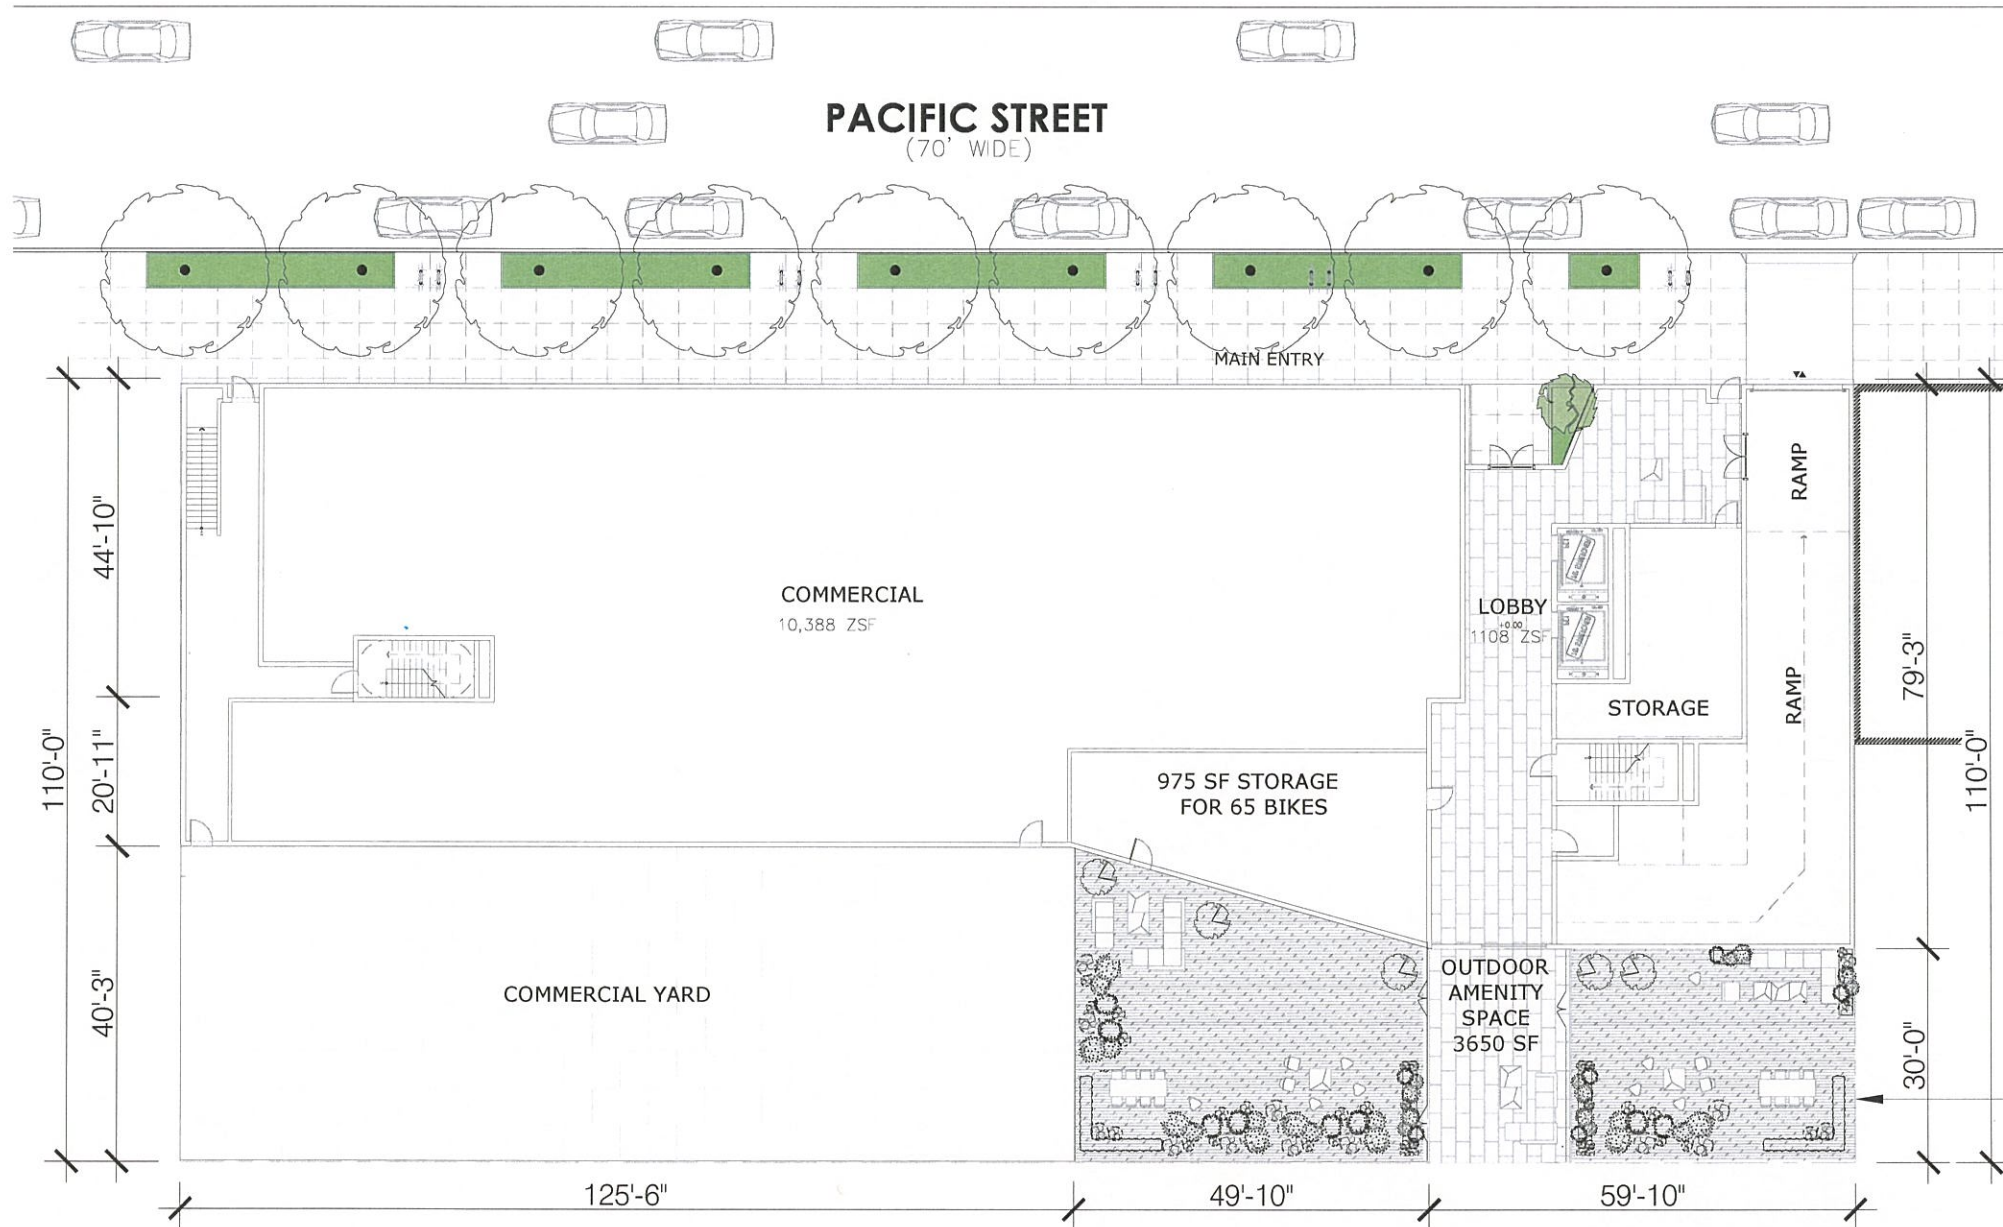 PACIFIC STREET
(70' WIDE)
MAIN ENTRY
RAMP
44'-10"
COMMERCIAL
10,388 ZSF
LOBBY
+0.00
1108 ZSF
79'-3"
STORAGE
RAMP
110'-0"
20'-11"
975 SF STORAGE
FOR 65 BIKES
110'-0"
COMMERCIAL YARD
40'-3"
OUTDOOR
AMENITY
SPACE
3650 SF
30'-0"
125'-6"
49'-10"
59'-10"